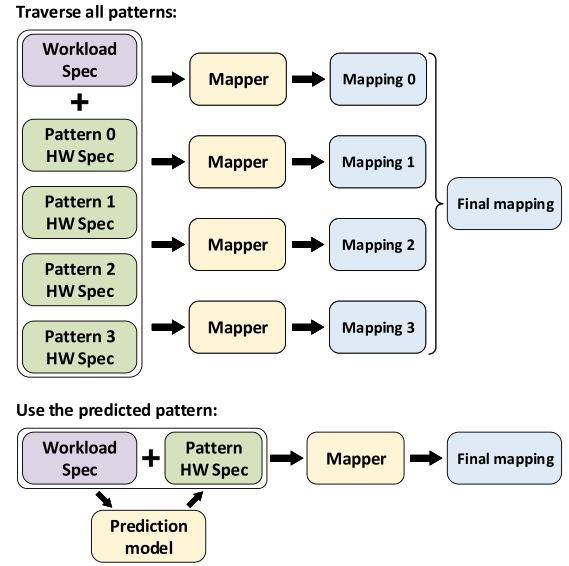 Traverse all patterns:
Workload
Spec
+
Pattern 0
HW Spec
Pattern 1
HW Spec
Pattern 2
HW Spec
Pattern 3
HW Spec
Mapper
Mapping 0
Mapper
Mapping 1
Mapper
Mapping 2
Mapper
Mapping 3
Final mapping
Use the predicted pattern:
Workload
Spec
+
Pattern
HW Spec
Mapper
Final mapping
Prediction
model